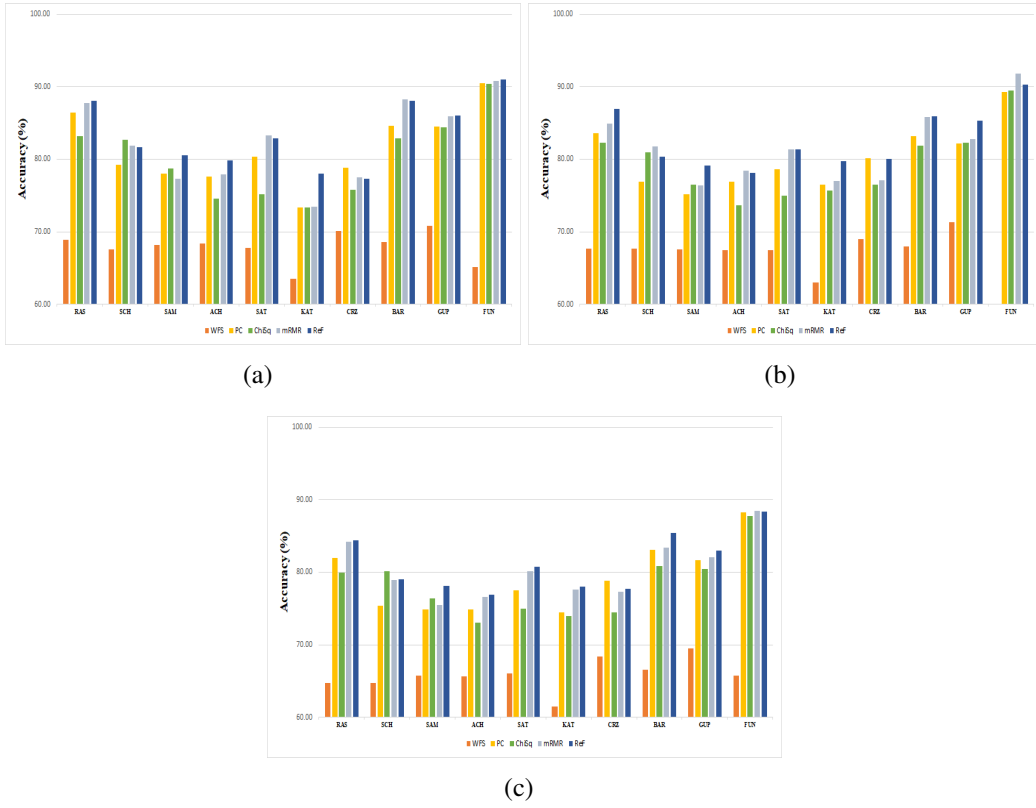 100.00
90.00
80.00
70.00
60.00
Accuracy (%)
RAS SCH SAM ACH SAT KAT CRZ BAR GUP FUN
WFS PC ChiSq mRMR ReF
(a)
100.00
90.00
80.00
70.00
60.00
Accuracy (%)
RAS SCH SAM ACH SAT KAT CRZ BAR GUP FUN
WFS PC ChiSq mRMR ReF
(b)
100.00
90.00
80.00
70.00
60.00
Accuracy (%)
RAS SCH SAM ACH SAT KAT CRZ BAR GUP FUN
WFS PC ChiSq mRMR ReF
(c)